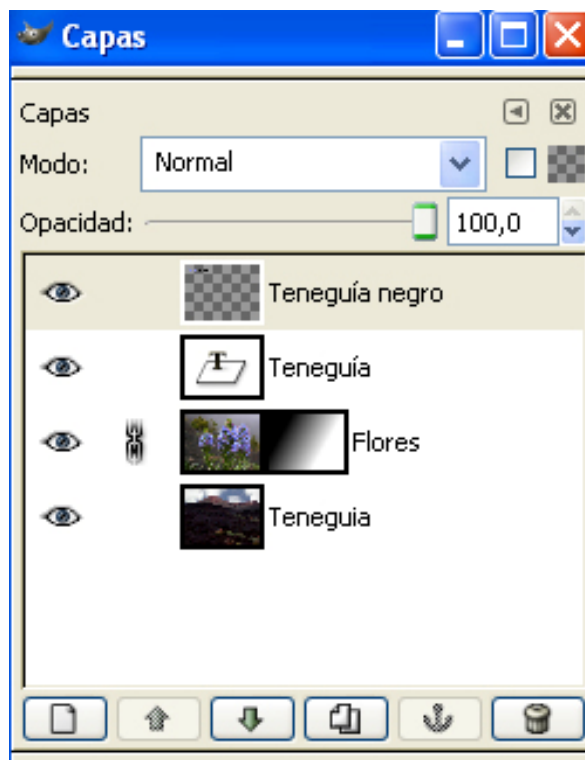 Capas
Capas
Modo: Normal
Opacidad: 100,0
Teneguía negro
Teneguía
Flores
Teneguia